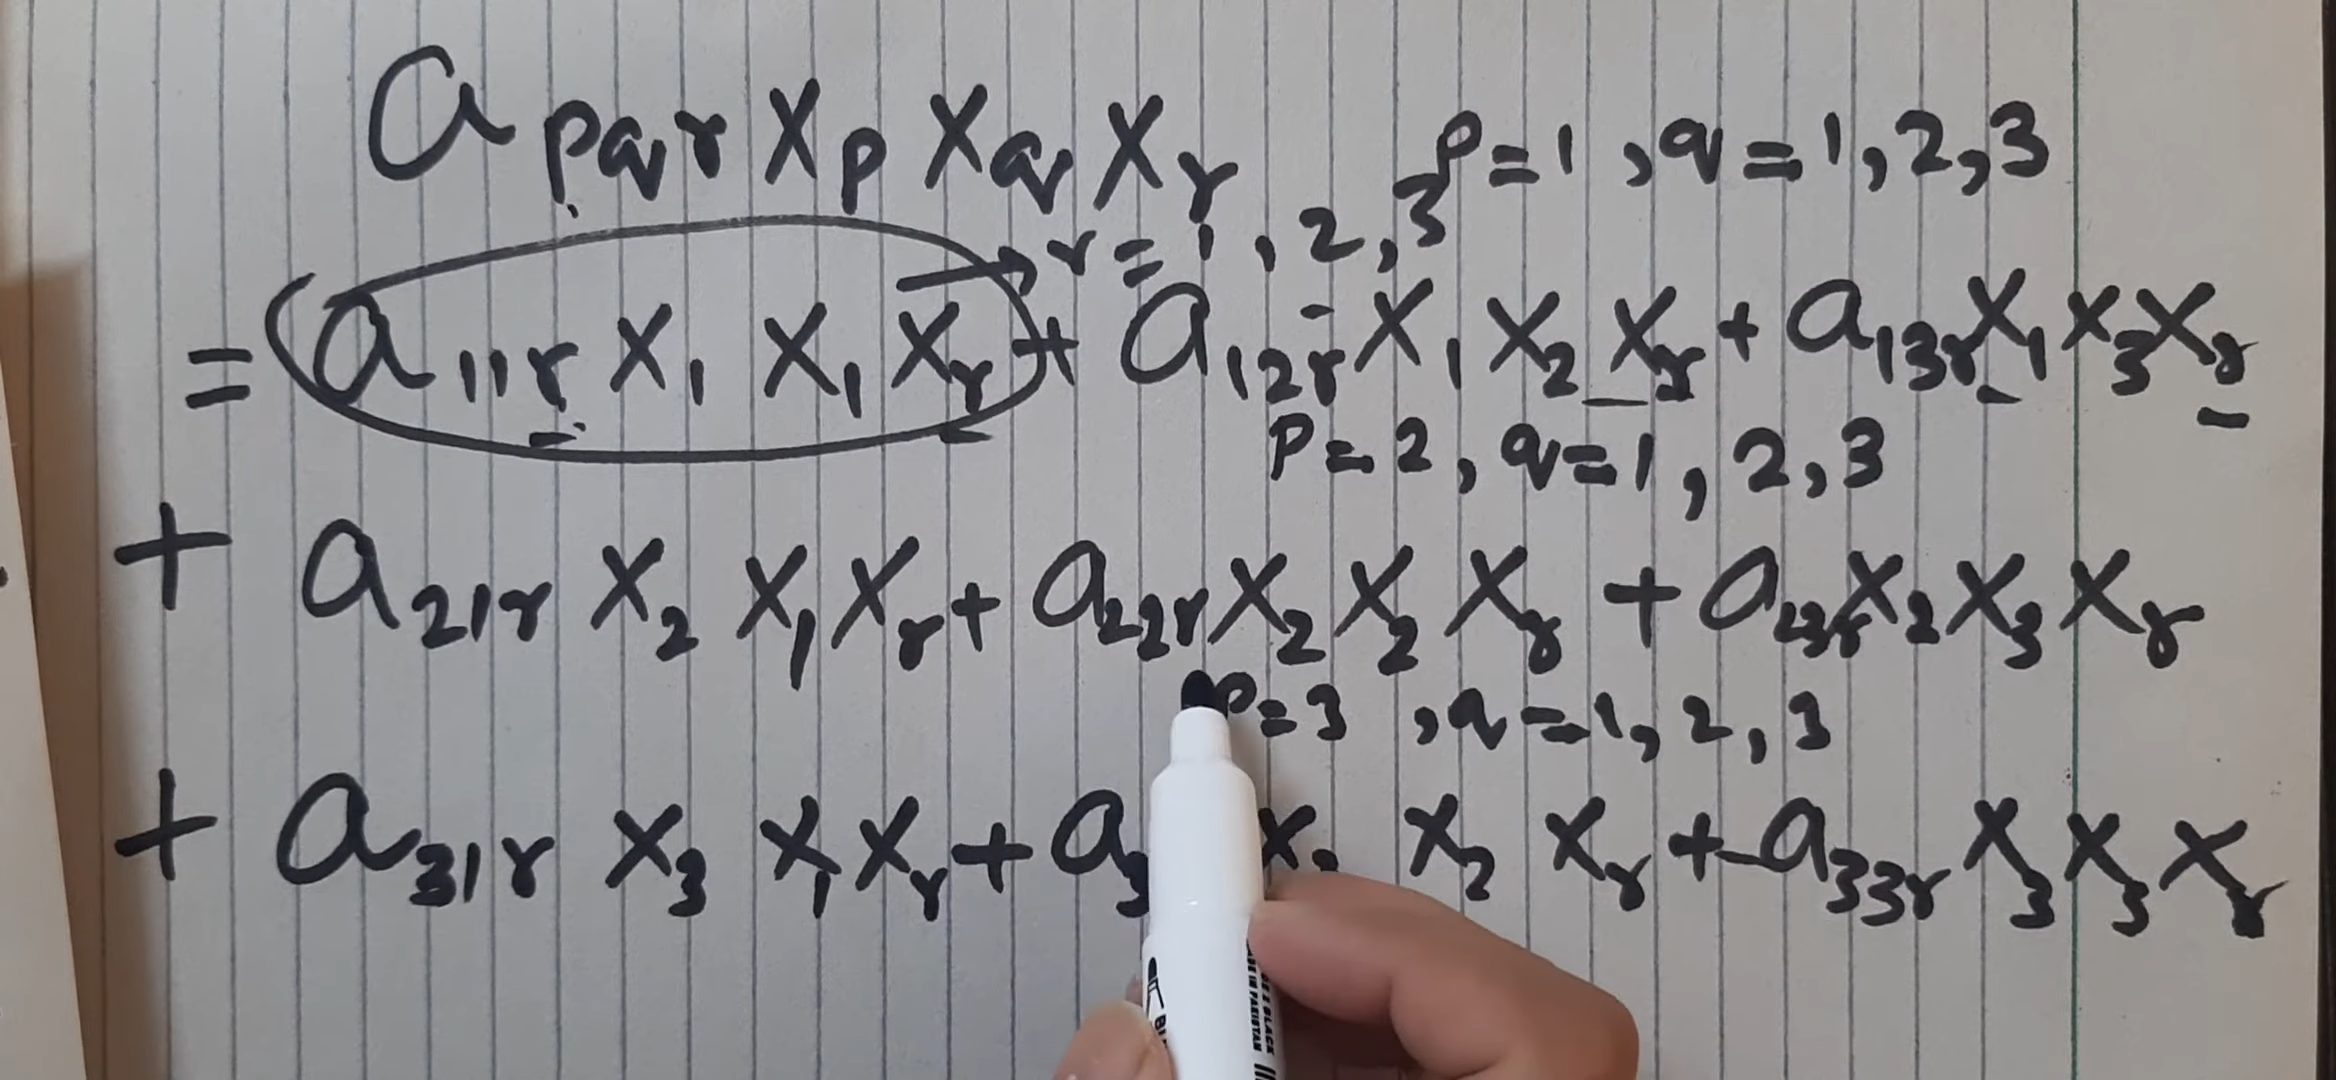 a_pqr x_p x_q x_r
p=1, q=1,2,3
r=1,2,3
= a_11r x_1 x_1 x_r + a_12r x_1 x_2 x_r + a_13r x_1 x_3 x_r
p=2, q=1,2,3
+ a_21r x_2 x_1 x_r + a_22r x_2 x_2 x_r + a_23r x_2 x_3 x_r
p=3, q=1,2,3
+ a_31r x_3 x_1 x_r + a_3 x x_2 x_r + a_33r x_3 x_3 x_r